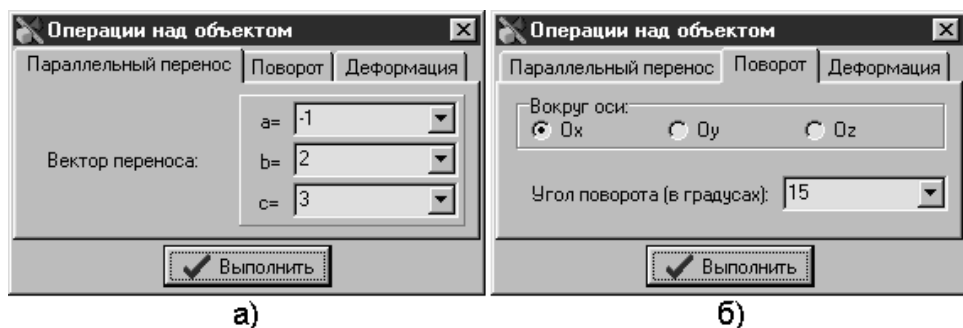 Операции над объектом
Параллельный перенос Поворот Деформация
Вектор переноса:
a= -1
b= 2
c= 3
Выполнить
а)
Операции над объектом
Параллельный перенос Поворот Деформация
Вокруг оси:
Ox Oy Oz
Угол поворота (в градусах): 15
Выполнить
б)